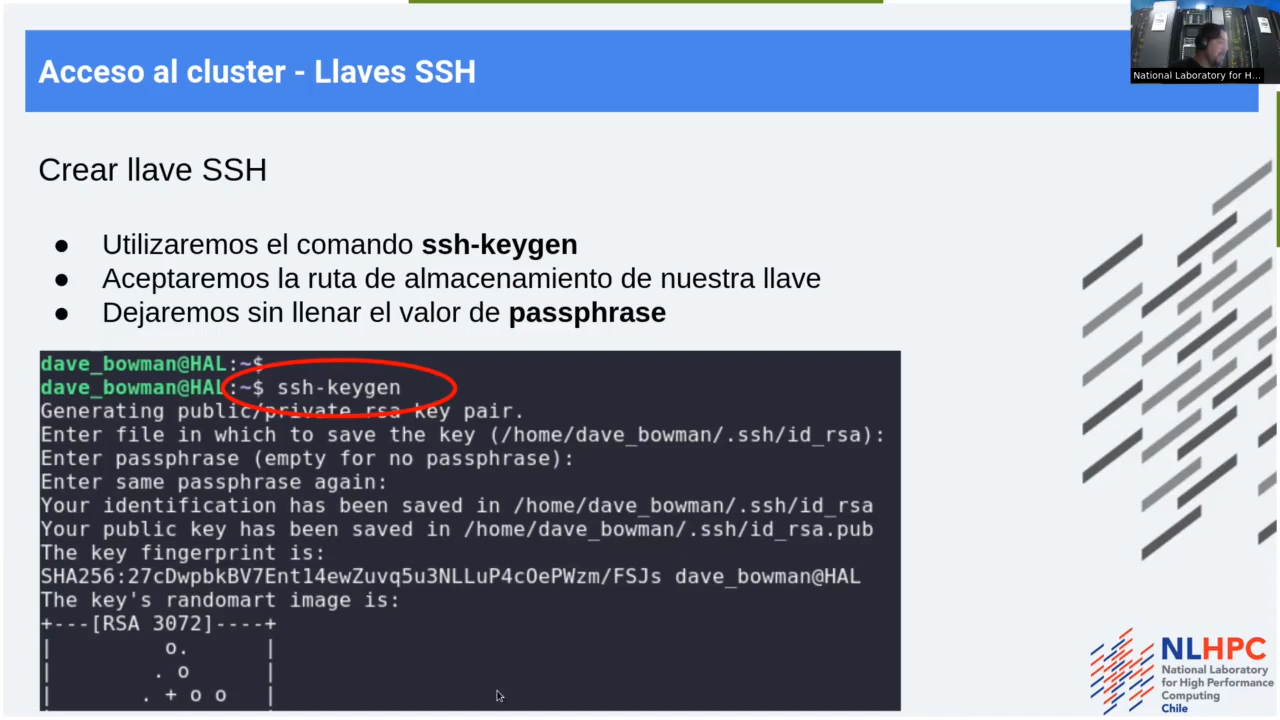 Acceso al cluster - Llaves SSH
National Laboratory for H...
Crear llave SSH
● Utilizaremos el comando ssh-keygen
● Aceptaremos la ruta de almacenamiento de nuestra llave
● Dejaremos sin llenar el valor de passphrase
dave_bowman@HAL:~$
dave_bowman@HAL:~$ ssh-keygen
Generating public/private rsa key pair.
Enter file in which to save the key (/home/dave_bowman/.ssh/id_rsa):
Enter passphrase (empty for no passphrase):
Enter same passphrase again:
Your identification has been saved in /home/dave_bowman/.ssh/id_rsa
Your public key has been saved in /home/dave_bowman/.ssh/id_rsa.pub
The key fingerprint is:
SHA256:27cDwpbkBV7Ent14ewZuvq5u3NLLuP4cOePWzm/FSJs dave_bowman@HAL
The key's randomart image is:
+---[RSA 3072]----+
|         o.      |
|        . o      |
|       . + o o   |
NLHPC
National Laboratory
for High Performance
Computing
Chile